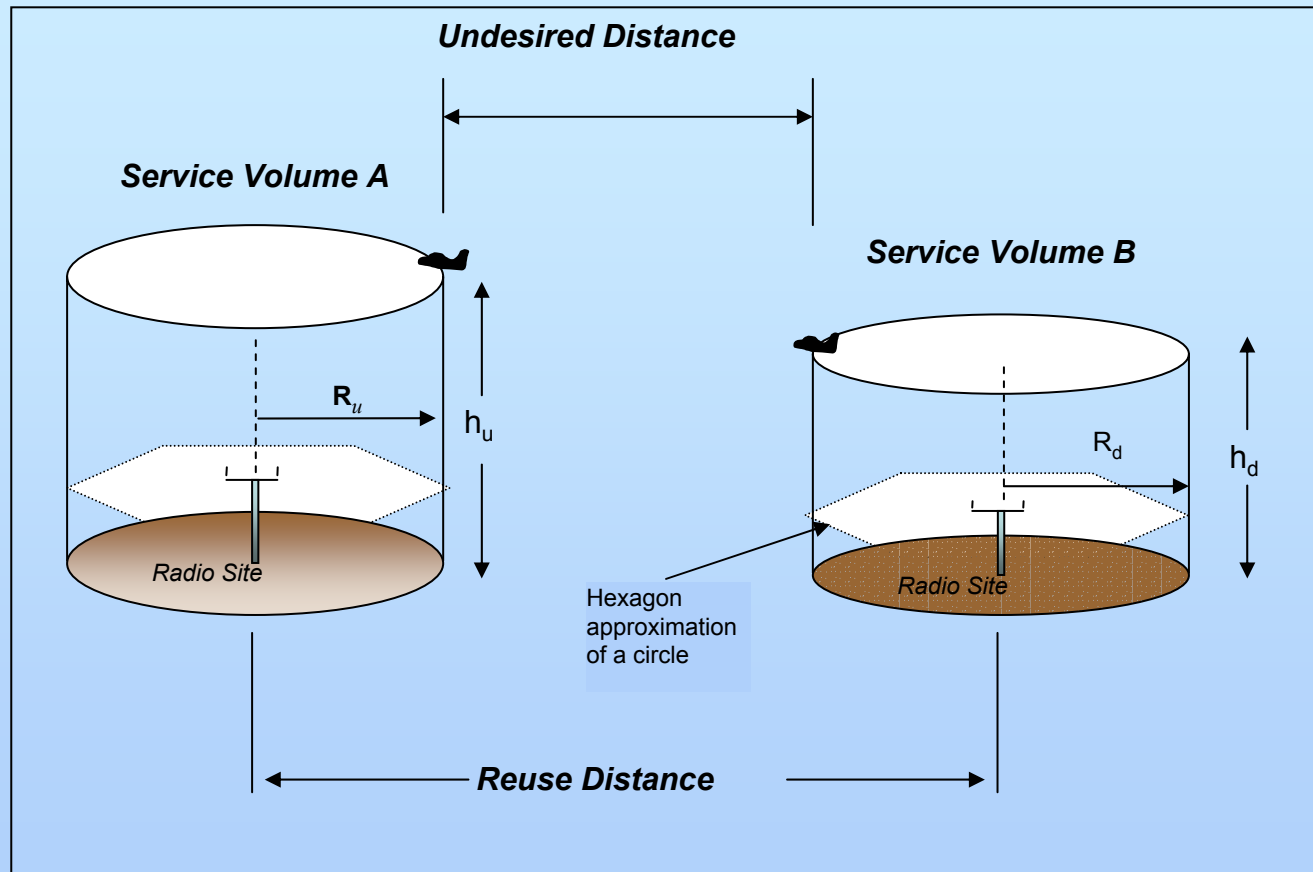 Undesired Distance
Service Volume A
Service Volume B
R_u
h_u
R_d
h_d
Radio Site
Radio Site
Hexagon
approximation
of a circle
Reuse Distance